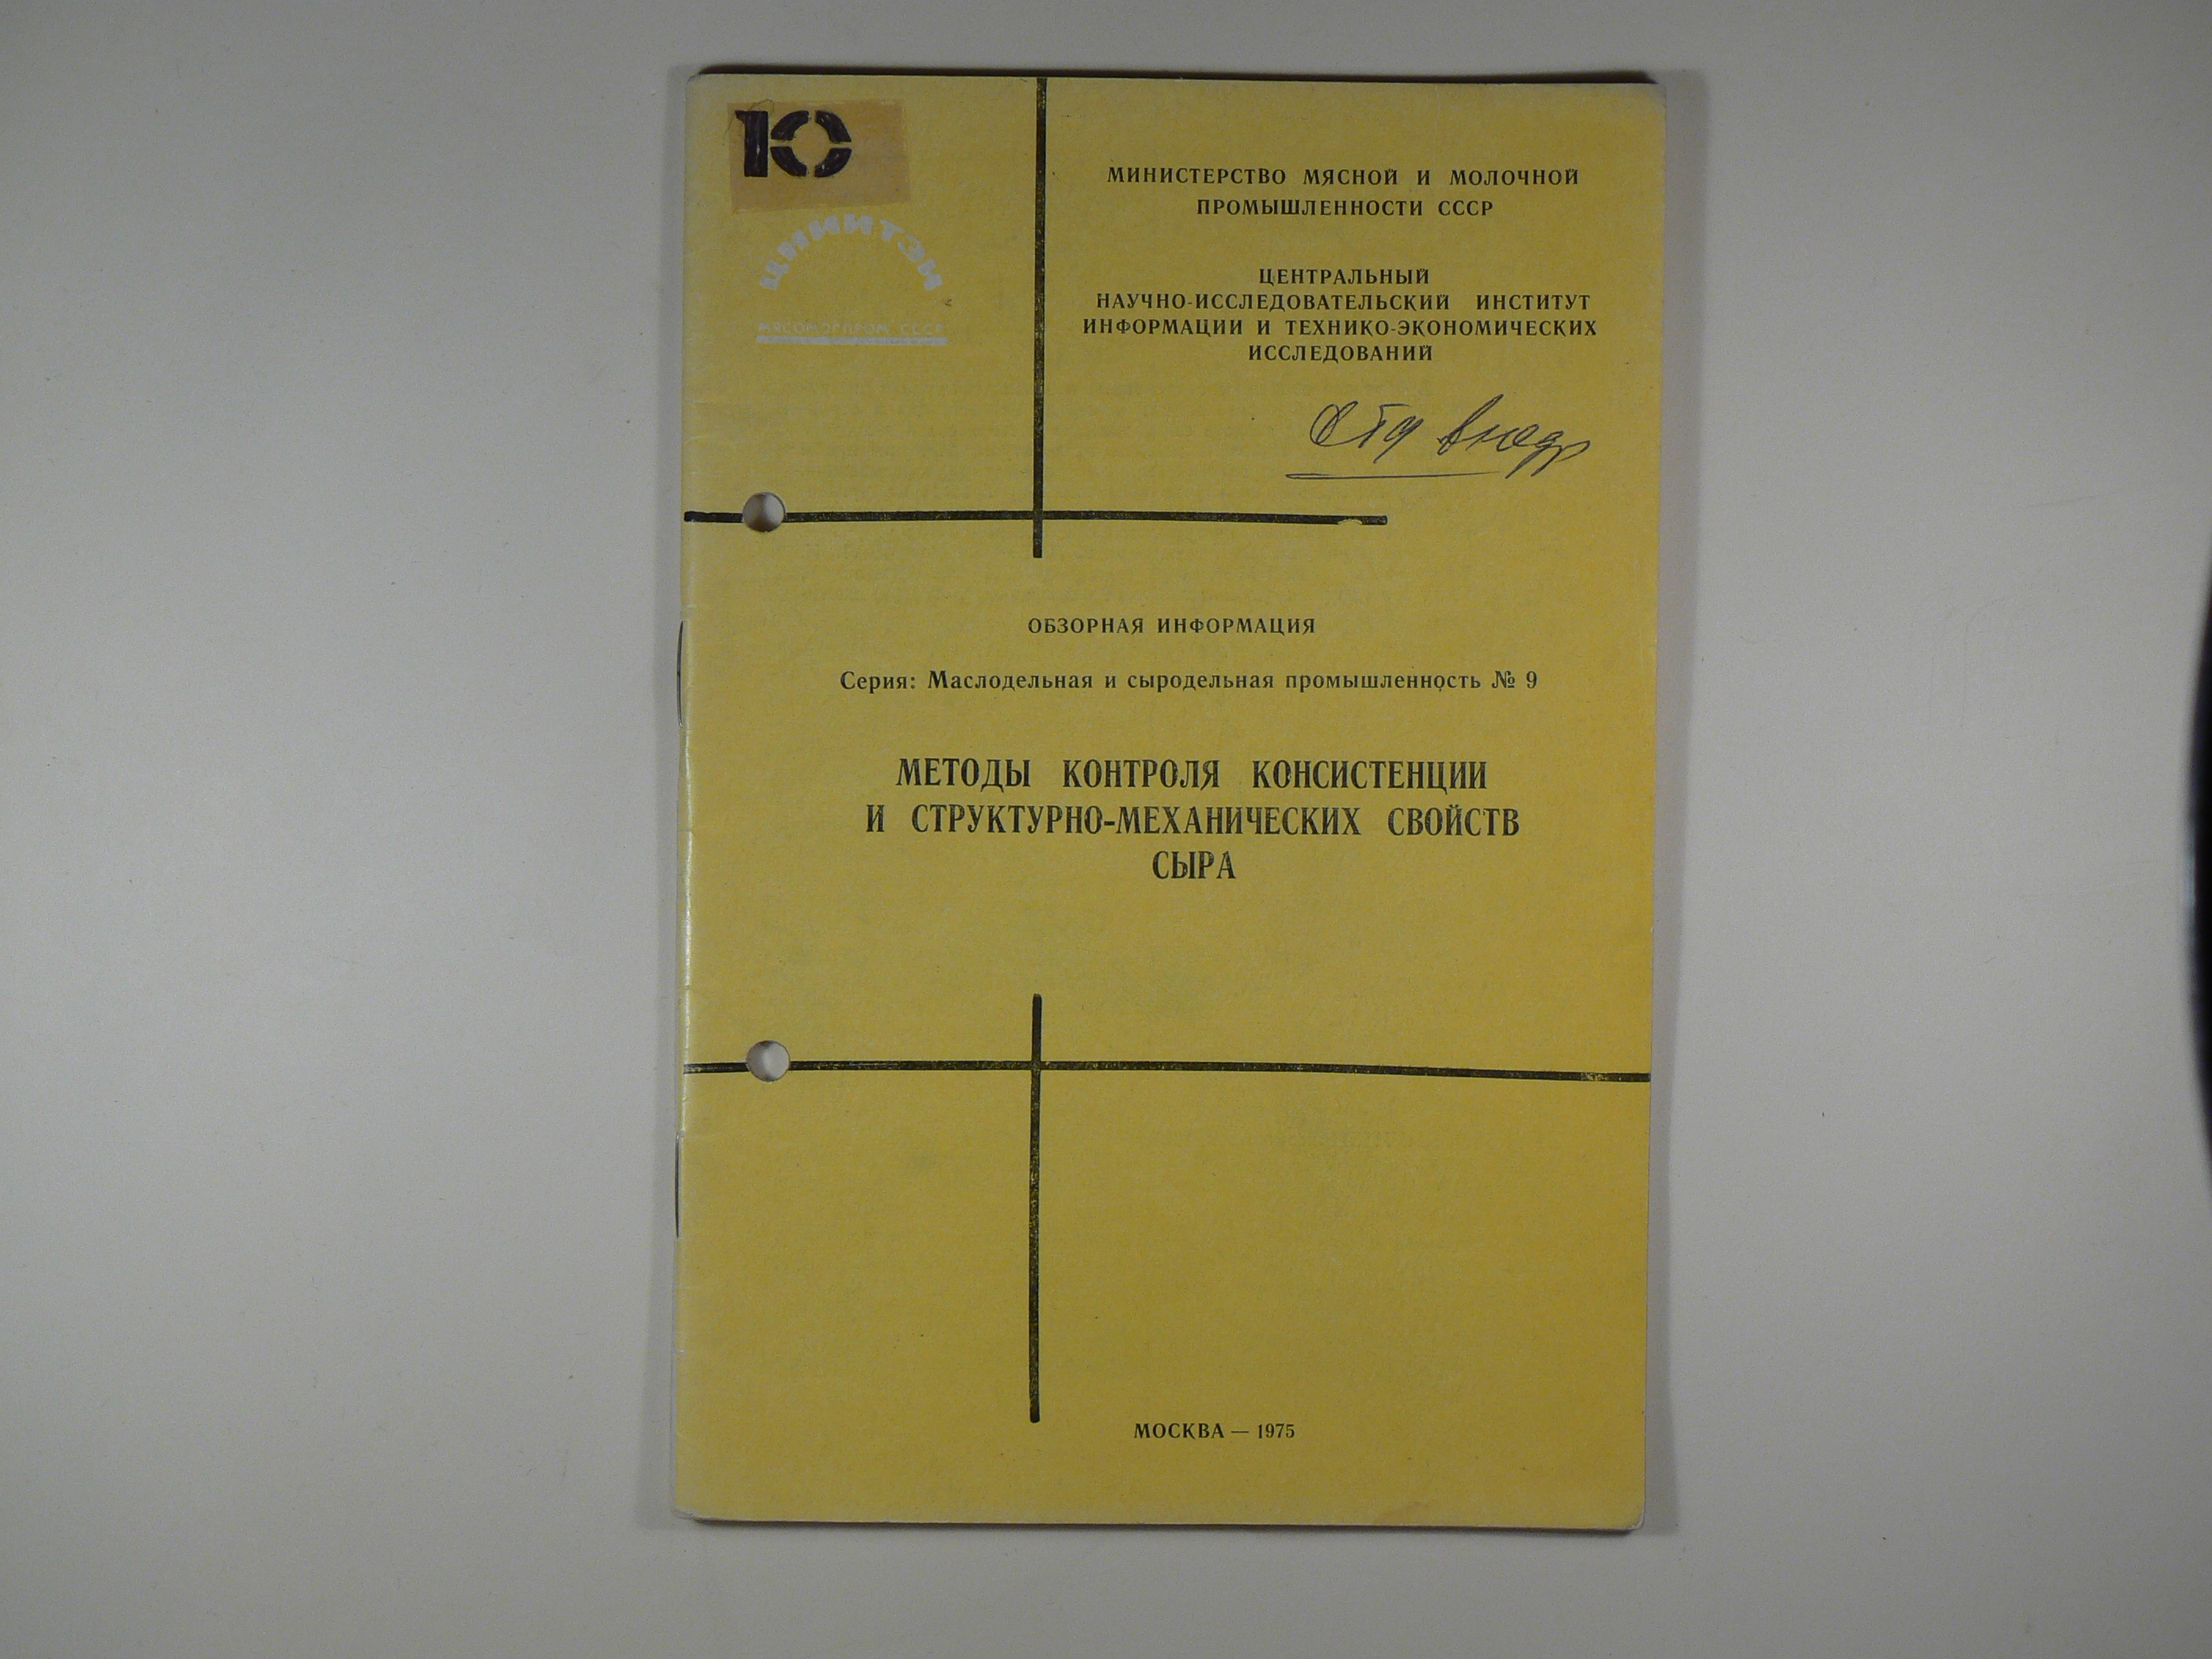 10
ЦНИИТЭИ
МЯСОМОЛПРОМ СССР
МИНИСТЕРСТВО МЯСНОЙ И МОЛОЧНОЙ
ПРОМЫШЛЕННОСТИ СССР
ЦЕНТРАЛЬНЫЙ
НАУЧНО-ИССЛЕДОВАТЕЛЬСКИЙ ИНСТИТУТ
ИНФОРМАЦИИ И ТЕХНИКО-ЭКОНОМИЧЕСКИХ
ИССЛЕДОВАНИЙ
ОБЗОРНАЯ ИНФОРМАЦИЯ
Серия: Маслодельная и сыродельная промышленность № 9
МЕТОДЫ КОНТРОЛЯ КОНСИСТЕНЦИИ
И СТРУКТУРНО-МЕХАНИЧЕСКИХ СВОЙСТВ
СЫРА
МОСКВА — 1975